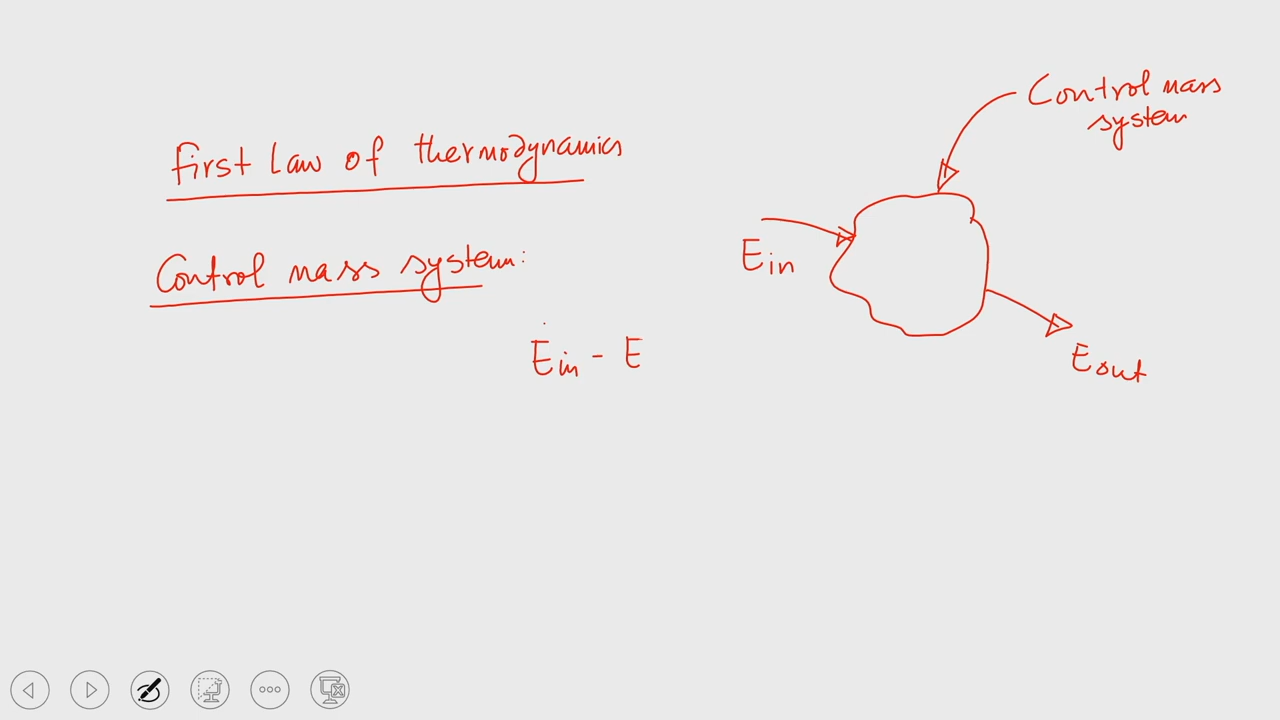 First Law of thermodynamics
Control mass system:
Ein - E
Control mass
system
Ein
Eout